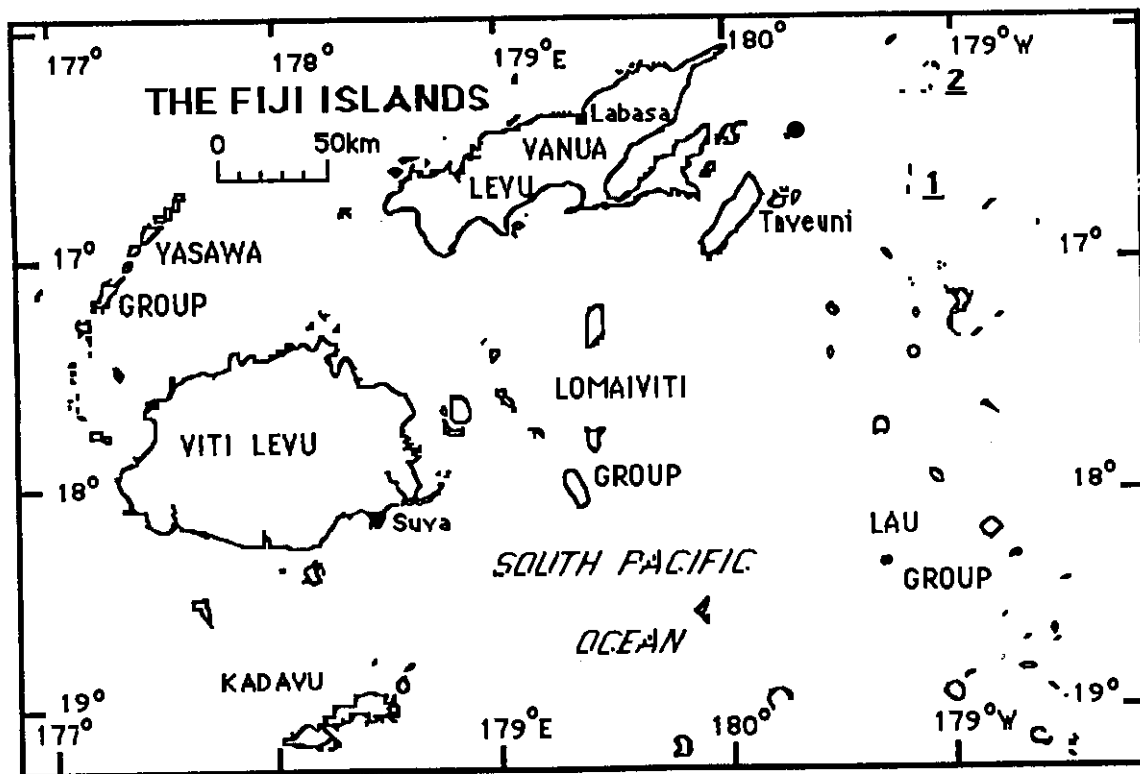 177° 178° 179°E 180° 179°W
THE FIJI ISLANDS
2
0 50km
Labasa
VANUA
LEVU
1
Taveuni
17° YASAWA 17°
GROUP
LOMAIVITI
VITI LEVU
GROUP
18° 18°
Suva
LAU
SOUTH PACIFIC
GROUP
OCEAN
KADAVU
19° 19°
177° 179°E 180° 179°W